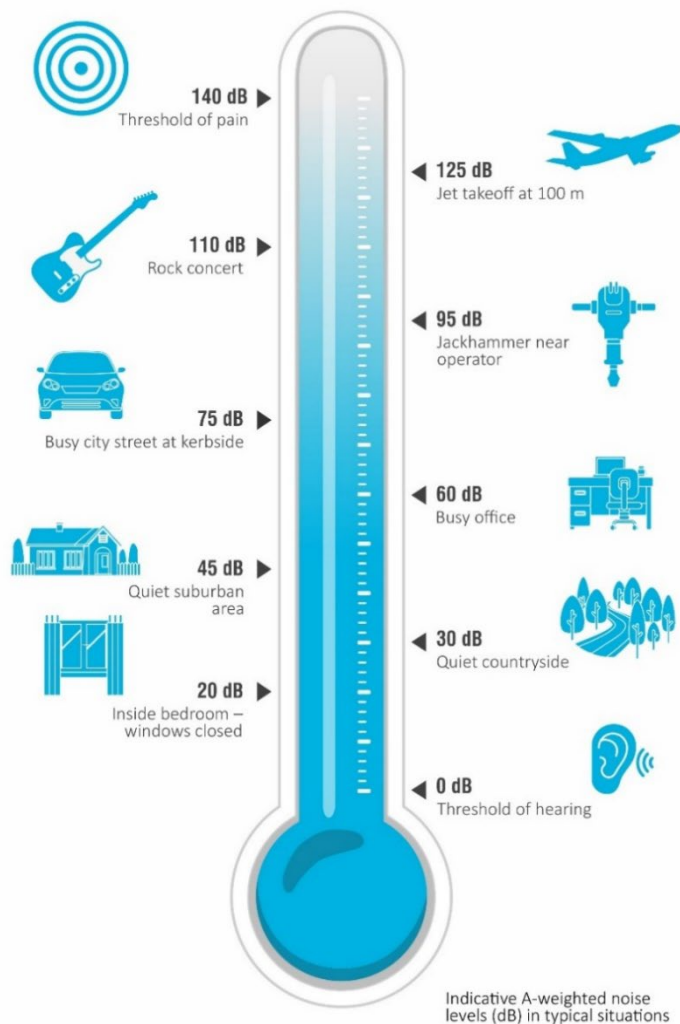 140 dB
Threshold of pain
125 dB
Jet takeoff at 100 m
110 dB
Rock concert
95 dB
Jackhammer near
operator
75 dB
Busy city street at kerbside
60 dB
Busy office
45 dB
Quiet suburban
area
30 dB
Quiet countryside
20 dB
Inside bedroom –
windows closed
0 dB
Threshold of hearing
Indicative A-weighted noise
levels (dB) in typical situations